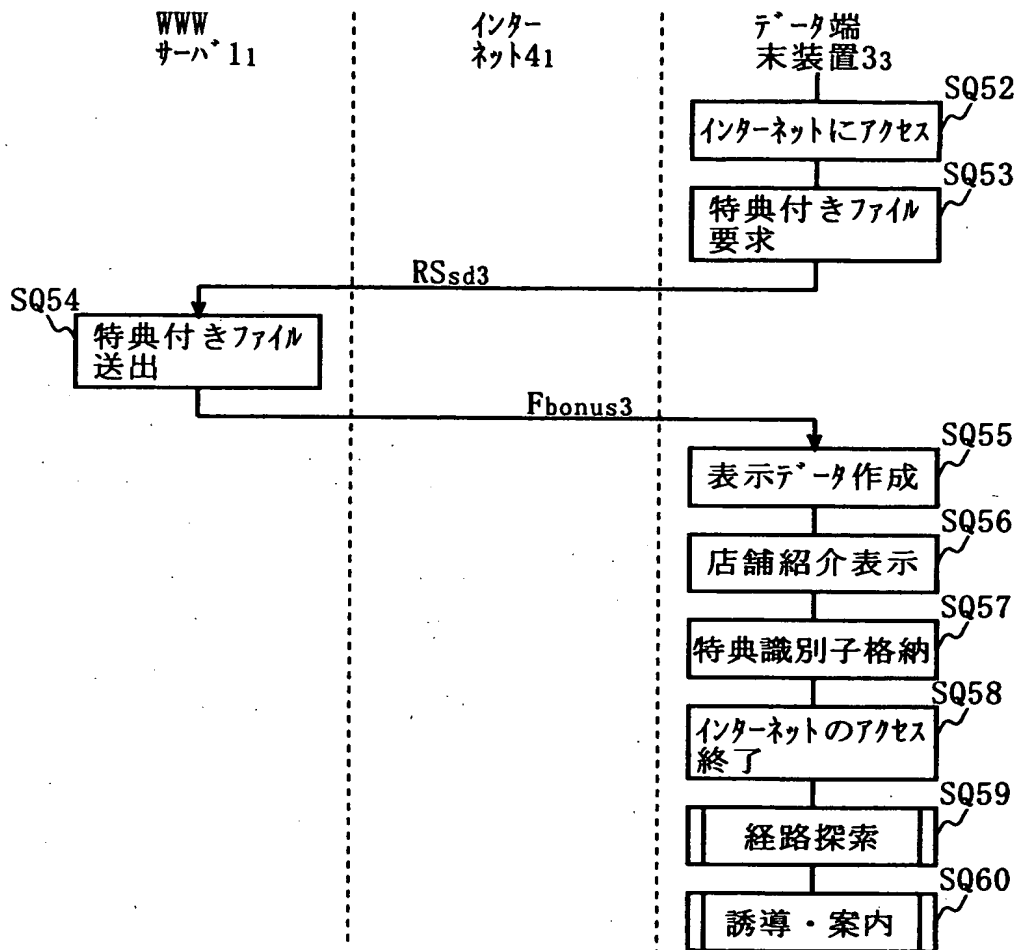 WWW
サーバ11
インター
ネット41
データ端
末装置33
SQ52
インターネットにアクセス
SQ53
特典付きファイル
要求
RSsd3
SQ54
特典付きファイル
送出
Fbonus3
SQ55
表示データ作成
SQ56
店舗紹介表示
SQ57
特典識別子格納
SQ58
インターネットのアクセス
終了
SQ59
経路探索
SQ60
誘導・案内